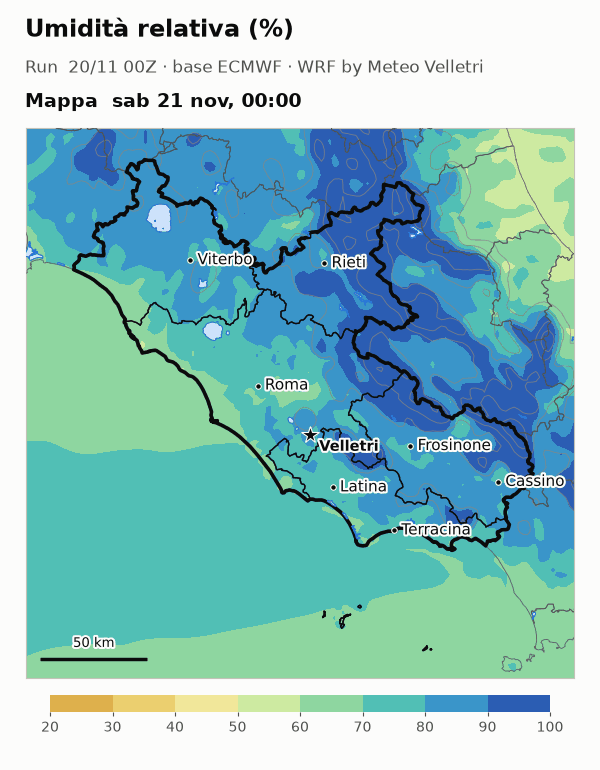 Umidità relativa (%)
Run  20/11 00Z · base ECMWF · WRF by Meteo Velletri
Mappa  sab 21 nov, 00:00
Viterbo
Rieti
Roma
Velletri
Frosinone
Cassino
Latina
Terracina
50 km
20 30 40 50 60 70 80 90 100